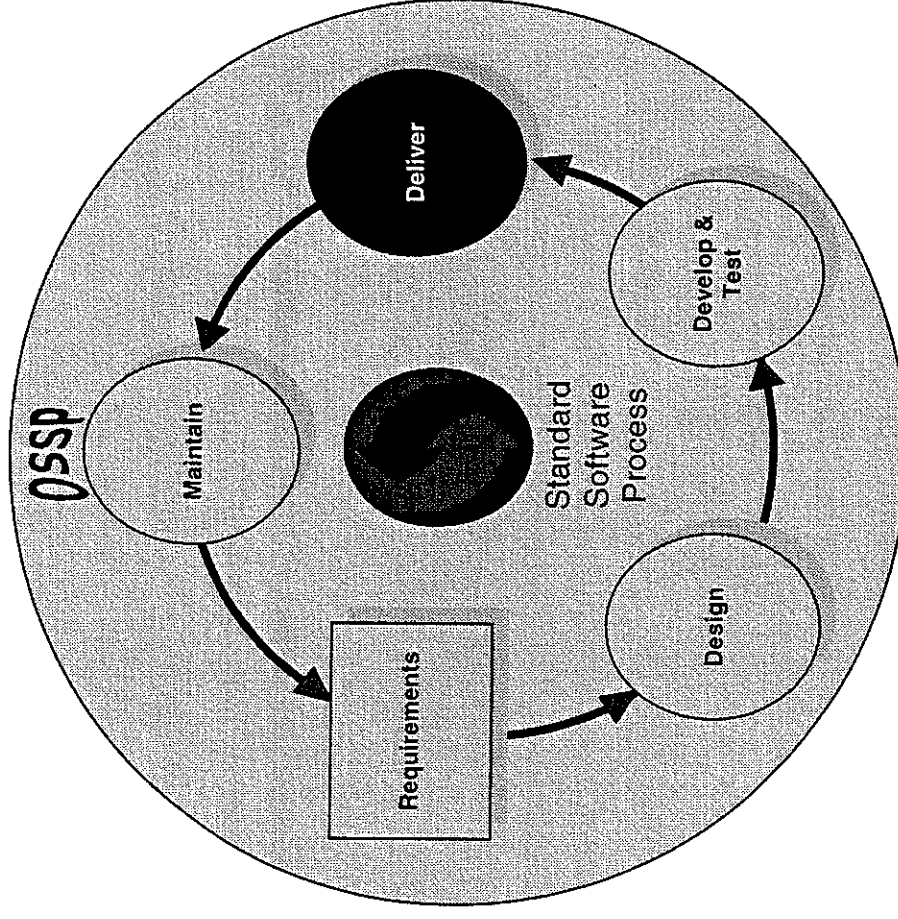 OSSP
Maintain
Requirements
Deliver
Standard
Software
Process
Design
Develop &
Test